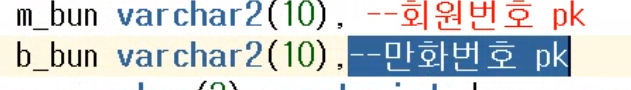 m_bun varchar2(10), --회원번호 pk
b_bun varchar2(10),--만화번호 pk